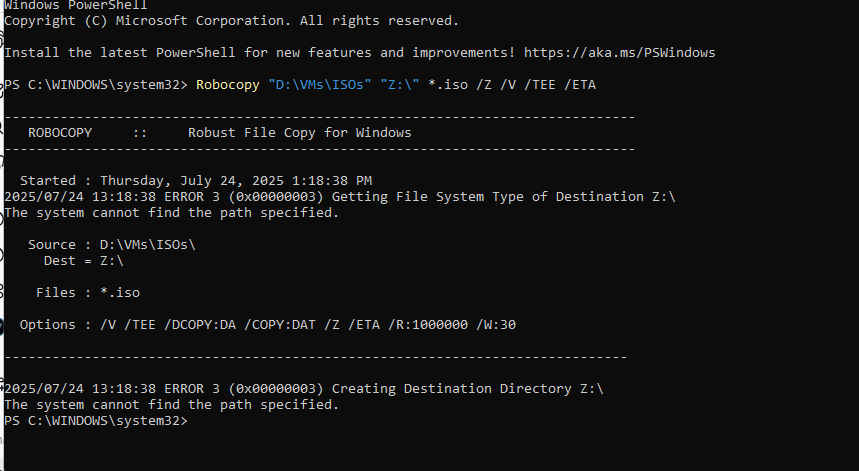 Windows PowerShell
Copyright (C) Microsoft Corporation. All rights reserved.
Install the latest PowerShell for new features and improvements! https://aka.ms/PSWindows
PS C:\WINDOWS\system32> Robocopy "D:\VMs\ISOs" "Z:\" *.iso /Z /V /TEE /ETA
-------------------------------------------------------------------------------
   ROBOCOPY     ::     Robust File Copy for Windows
-------------------------------------------------------------------------------
  Started : Thursday, July 24, 2025 1:18:38 PM
2025/07/24 13:18:38 ERROR 3 (0x00000003) Getting File System Type of Destination Z:\
The system cannot find the path specified.
   Source : D:\VMs\ISOs\
     Dest = Z:\
    Files : *.iso
  Options : /V /TEE /DCOPY:DA /COPY:DAT /Z /ETA /R:1000000 /W:30
------------------------------------------------------------------------------
2025/07/24 13:18:38 ERROR 3 (0x00000003) Creating Destination Directory Z:\
The system cannot find the path specified.
PS C:\WINDOWS\system32>